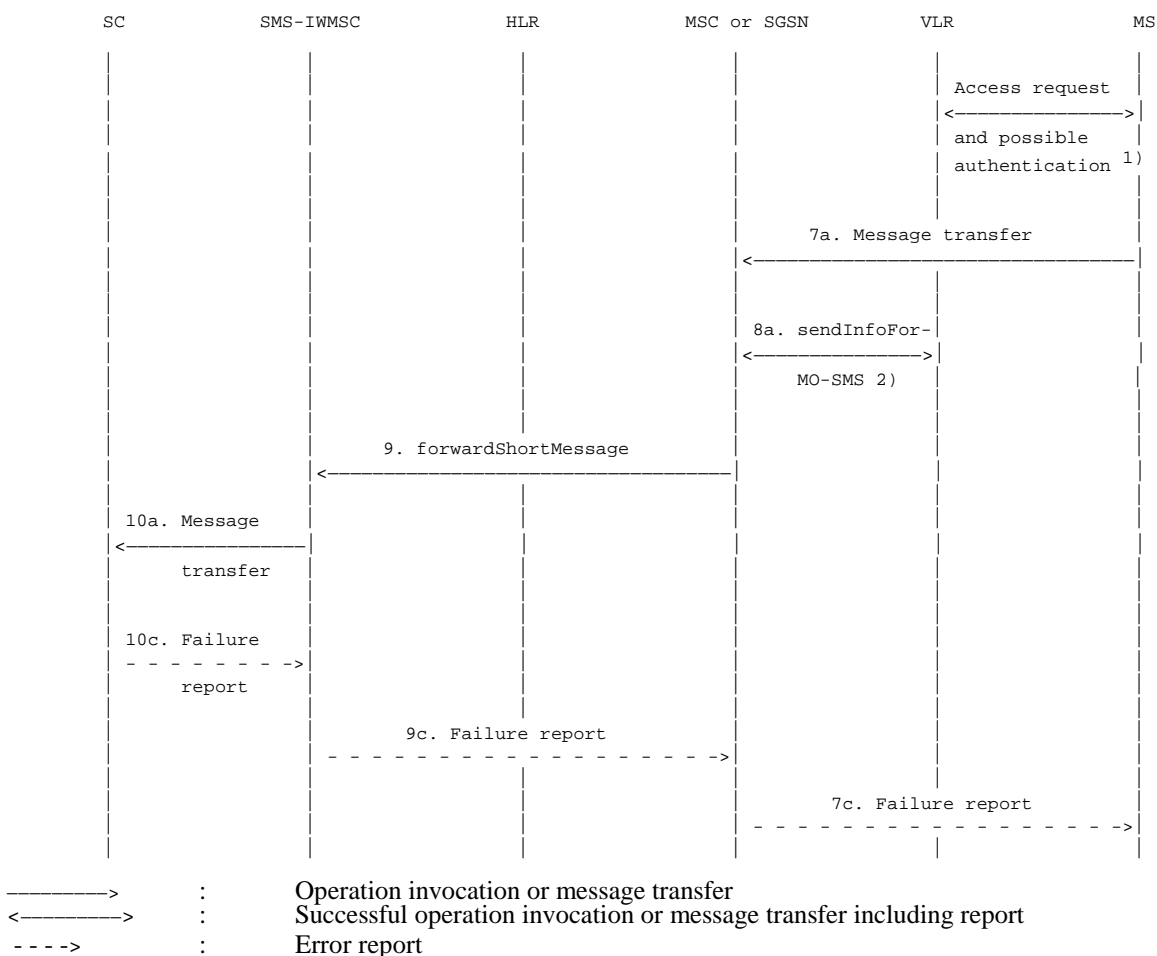 SC SMS-IWMSC HLR MSC or SGSN VLR MS
Access request
and possible
authentication 1)
7a. Message transfer
8a. sendInfoFor-
MO-SMS 2)
9. forwardShortMessage
10a. Message
transfer
10c. Failure
report
9c. Failure report
7c. Failure report
: Operation invocation or message transfer
: Successful operation invocation or message transfer including report
: Error report